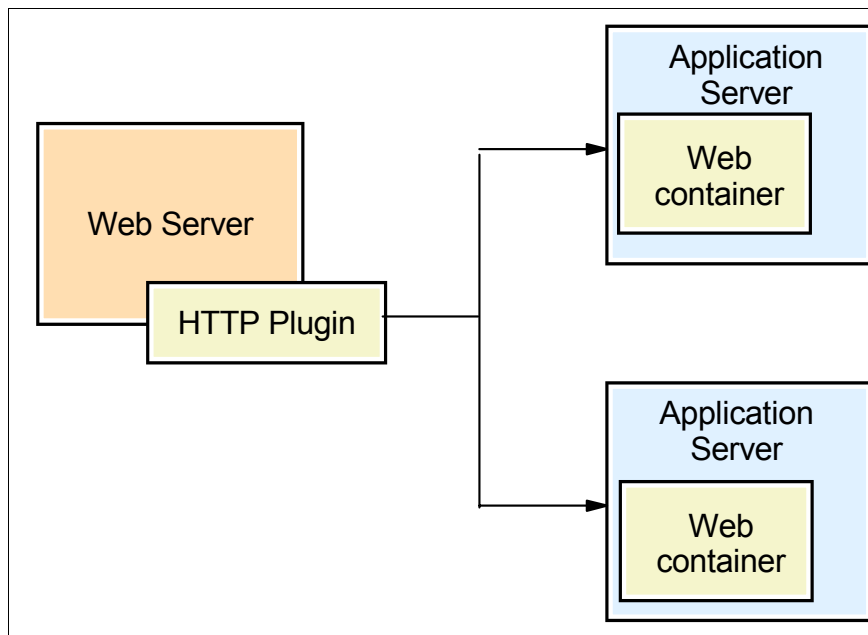 Web Server
HTTP Plugin
Application
Server
Web
container
Application
Server
Web
container